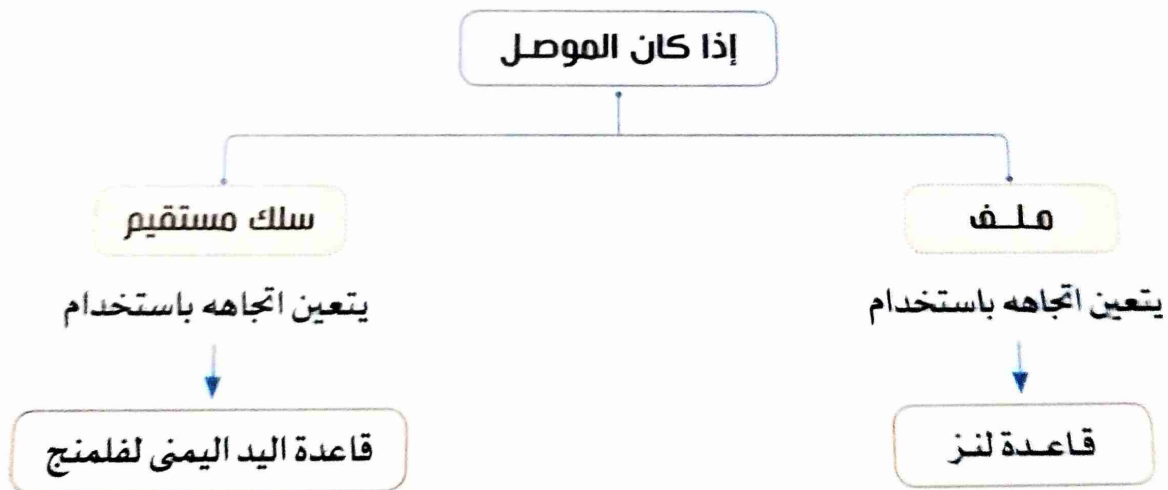 إذا كان الموصل
ملف
سلك مستقيم
يتعين اتجاهه باستخدام
يتعين اتجاهه باستخدام
قاعدة لنز
قاعدة اليد اليمنى لفلمنج